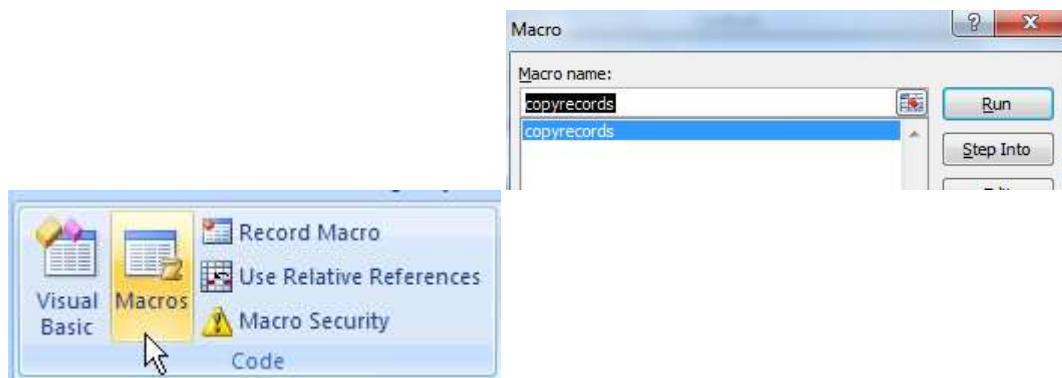 Macro
Macro name:
copyrecords
Run
copyrecords
Step Into
Record Macro
Use Relative References
Visual Basic
Macros
Macro Security
Code